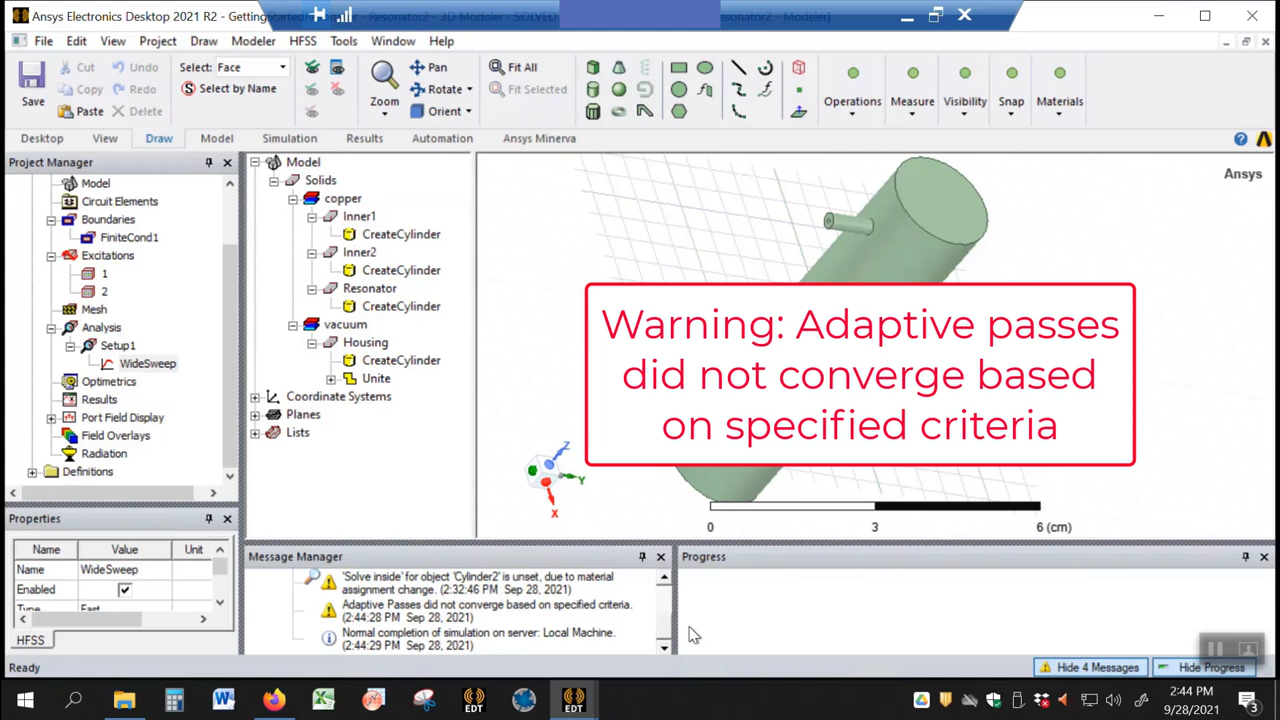 Ansys Electronics Desktop 2021 R2 - GettingStarted
Resonator2 - 3D Modeler - SOLVED
Resonator2 - Modeler]
File Edit View Project Draw Modeler HFSS Tools Window Help
Save
Cut Undo
Copy Redo
Paste Delete
Select: Face
Select by Name
Zoom
Pan
Rotate
Orient
Fit All
Fit Selected
Operations Measure Visibility Snap Materials
Desktop View Draw Model Simulation Results Automation Ansys Minerva
Project Manager
Model
Circuit Elements
Boundaries
FiniteCond1
Excitations
1
2
Mesh
Analysis
Setup1
WideSweep
Optimetrics
Results
Port Field Display
Field Overlays
Radiation
Definitions
Model
Solids
copper
Inner1
CreateCylinder
Inner2
CreateCylinder
Resonator
CreateCylinder
vacuum
Housing
CreateCylinder
Unite
Coordinate Systems
Planes
Lists
Ansys
Warning: Adaptive passes
did not converge based
on specified criteria
Z
Y
X
0 3 6 (cm)
Properties
Name Value Unit
Name WideSweep
Enabled
Type Fast
HFSS
Message Manager
'Solve inside' for object 'Cylinder2' is unset, due to material
assignment change. (2:32:46 PM Sep 28, 2021)
Adaptive Passes did not converge based on specified criteria.
(2:44:28 PM Sep 28, 2021)
Normal completion of simulation on server: Local Machine.
(2:44:29 PM Sep 28, 2021)
Progress
Ready
Hide 4 Messages Hide Progress
EDT
EDT
2:44 PM
9/28/2021
3